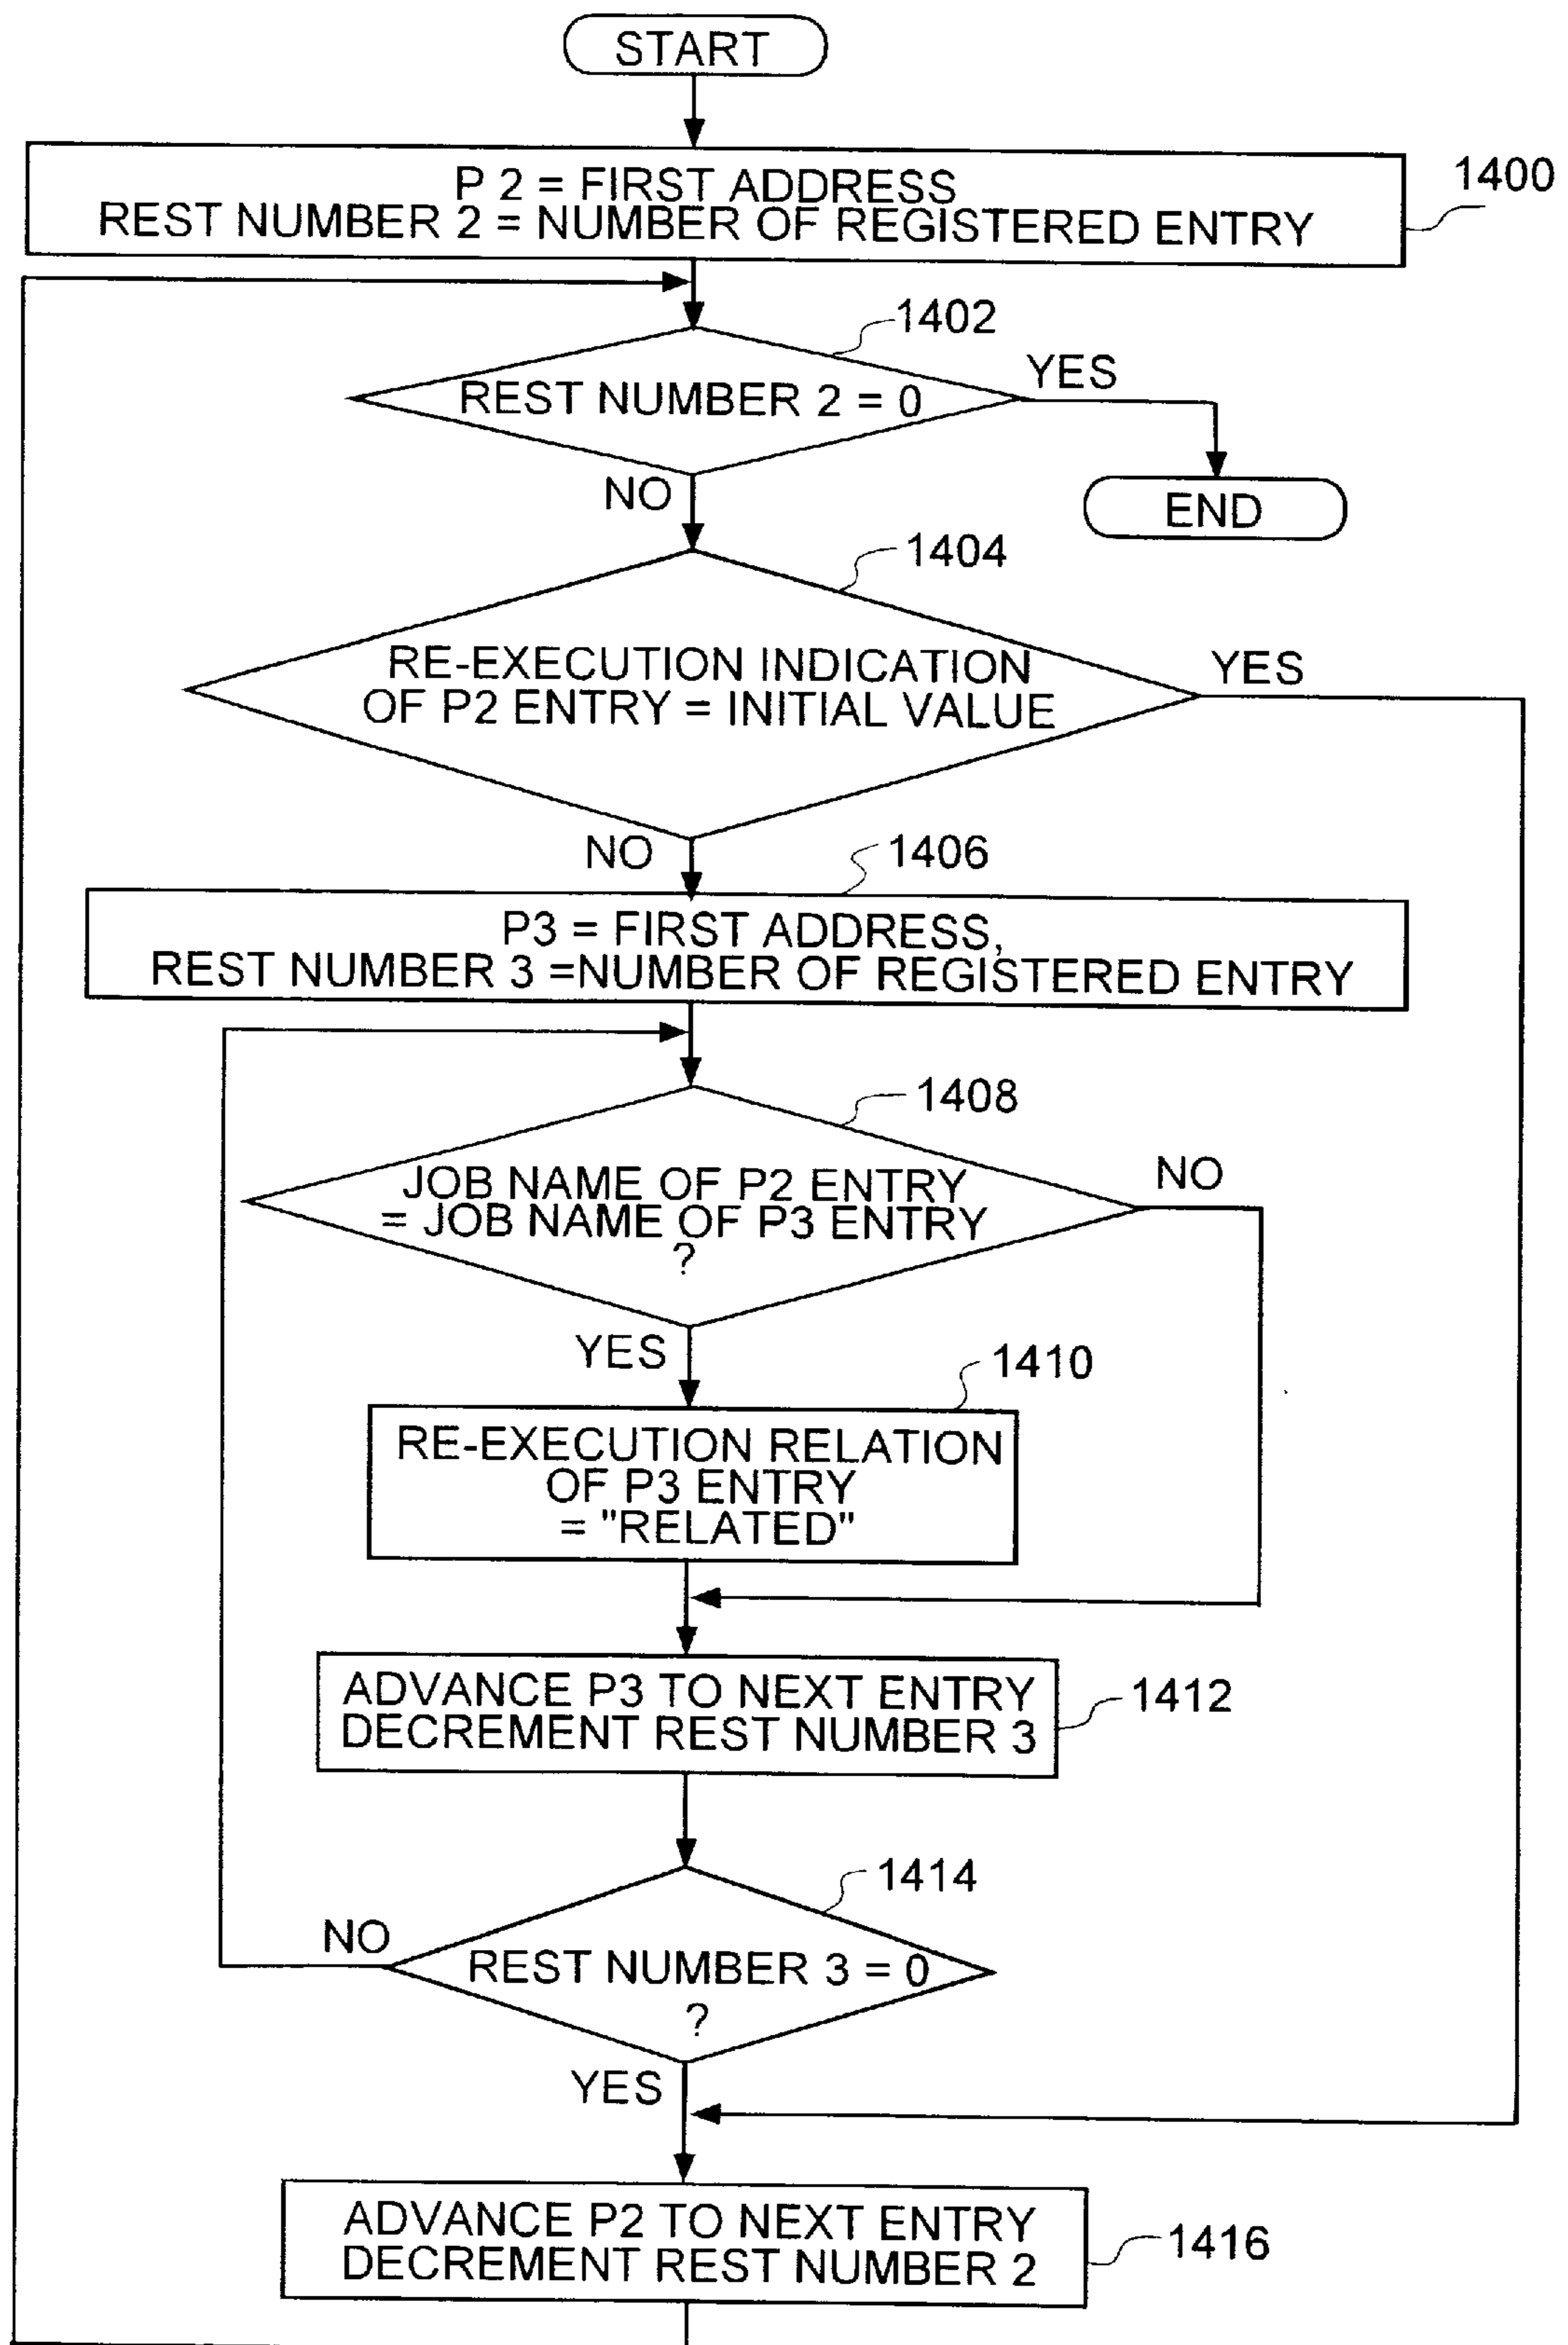 START
P 2 = FIRST ADDRESS
REST NUMBER 2 = NUMBER OF REGISTERED ENTRY
1400
1402
REST NUMBER 2 = 0
YES
NO
END
1404
RE-EXECUTION INDICATION
OF P2 ENTRY = INITIAL VALUE
YES
NO
1406
P3 = FIRST ADDRESS,
REST NUMBER 3 =NUMBER OF REGISTERED ENTRY
1408
JOB NAME OF P2 ENTRY
= JOB NAME OF P3 ENTRY
?
NO
YES
1410
RE-EXECUTION RELATION
OF P3 ENTRY
= "RELATED"
ADVANCE P3 TO NEXT ENTRY
DECREMENT REST NUMBER 3
1412
1414
NO
REST NUMBER 3 = 0
?
YES
ADVANCE P2 TO NEXT ENTRY
DECREMENT REST NUMBER 2
1416